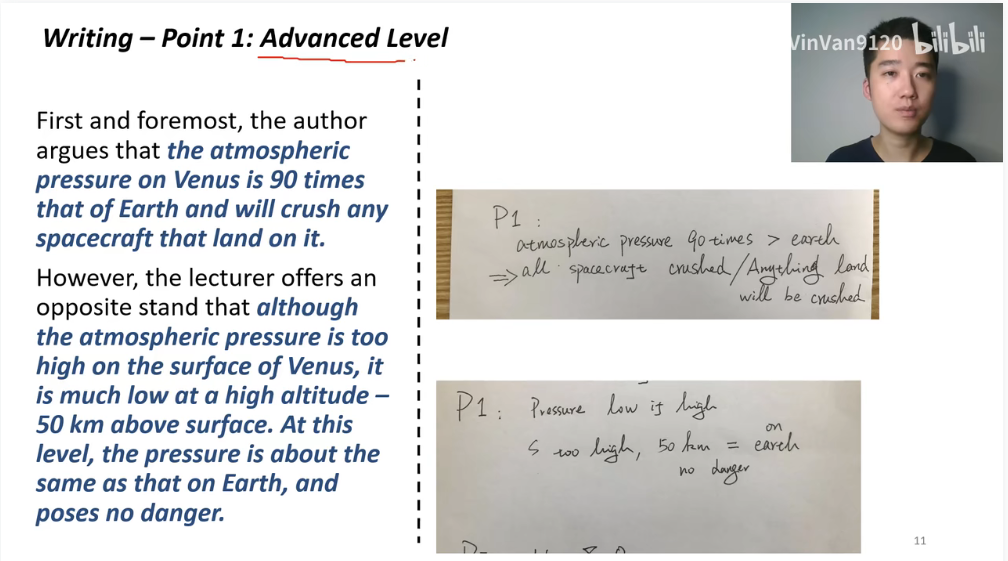 Writing – Point 1: Advanced Level
VinVan9120 bilibili
First and foremost, the author
argues that the atmospheric
pressure on Venus is 90 times
that of Earth and will crush any
spacecraft that land on it.
However, the lecturer offers an
opposite stand that although
the atmospheric pressure is too
high on the surface of Venus, it
is much low at a high altitude –
50 km above surface. At this
level, the pressure is about the
same as that on Earth, and
poses no danger.
P1 :
atmospheric pressure 90 times > earth
⇒ all spacecraft crushed/Anything land
will be crushed
P1 : Pressure low if high
on
S too high, 50 km = earth
no danger
11